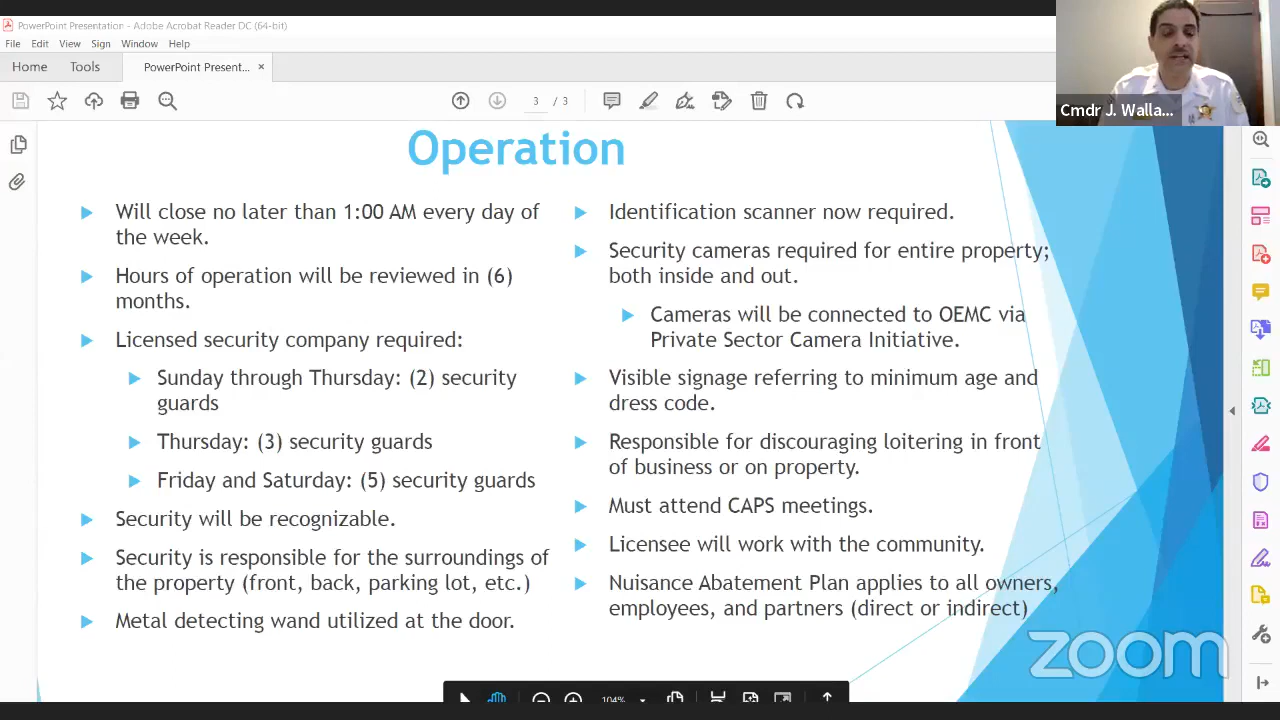 PowerPoint Presentation - Adobe Acrobat Reader DC (64-bit)
File Edit View Sign Window Help
Home Tools PowerPoint Present... ×
3 / 3
Cmdr J. Walla...
Operation
Will close no later than 1:00 AM every day of
the week.
Hours of operation will be reviewed in (6)
months.
Licensed security company required:
Sunday through Thursday: (2) security
guards
Thursday: (3) security guards
Friday and Saturday: (5) security guards
Security will be recognizable.
Security is responsible for the surroundings of
the property (front, back, parking lot, etc.)
Metal detecting wand utilized at the door.
Identification scanner now required.
Security cameras required for entire property;
both inside and out.
Cameras will be connected to OEMC via
Private Sector Camera Initiative.
Visible signage referring to minimum age and
dress code.
Responsible for discouraging loitering in front
of business or on property.
Must attend CAPS meetings.
Licensee will work with the community.
Nuisance Abatement Plan applies to all owners,
employees, and partners (direct or indirect)
zoom
104%